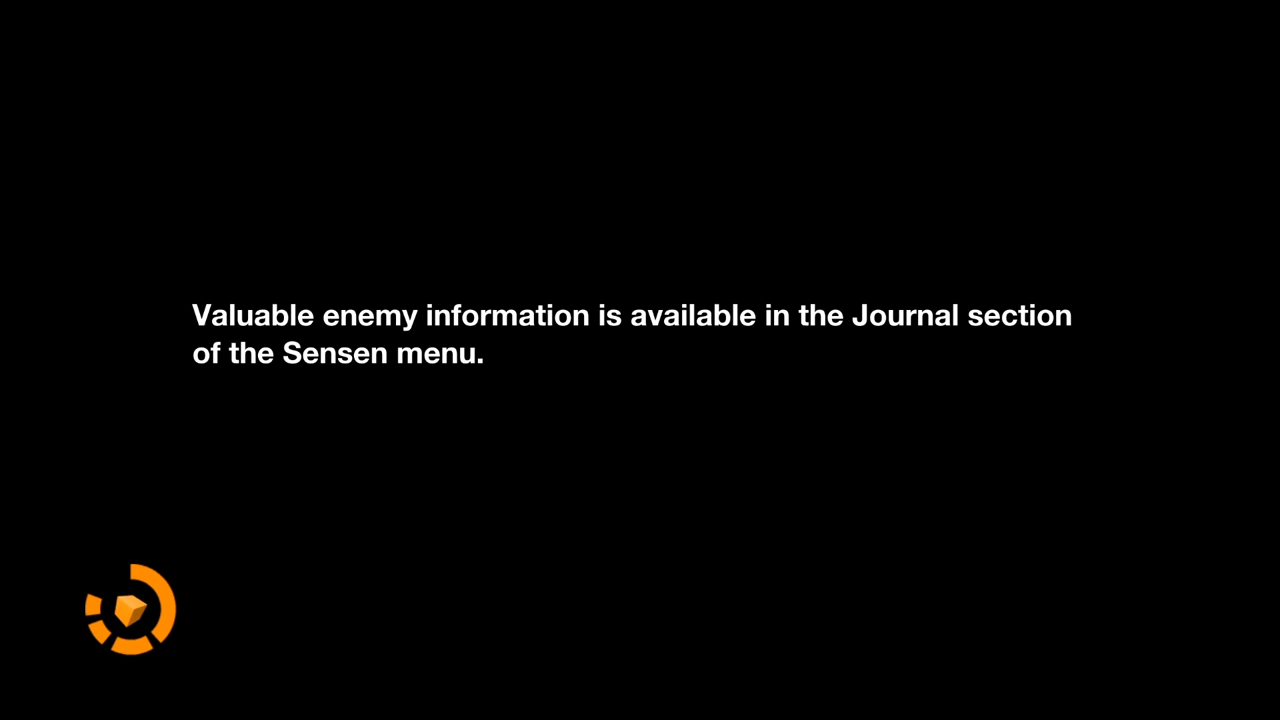 Valuable enemy information is available in the Journal section
of the Sensen menu.